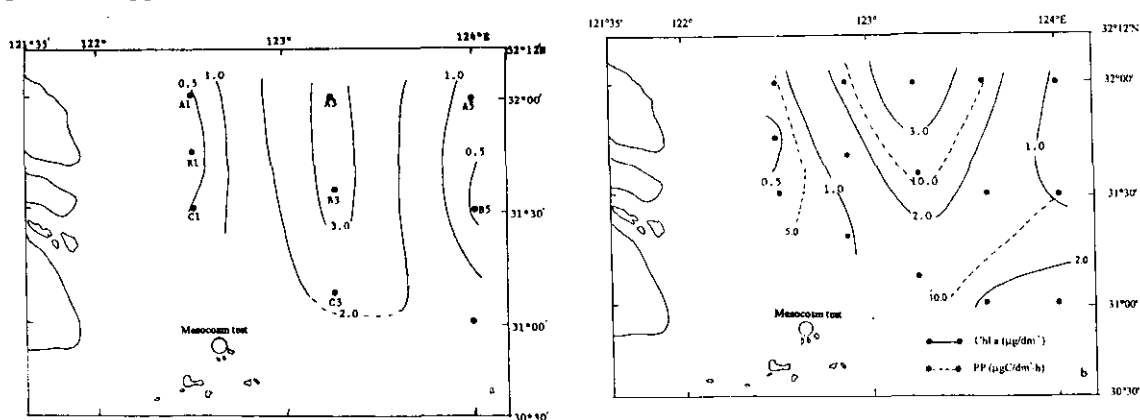 121°35′ 122° 123° 124°E
32°12′N
0.5 1.0 1.0
A1 A3 A5
32°00′
B1
0.5
B3 B5
C1
31°30′
3.0
C3
2.0
31°00′
Mesocosm test
a
30°30′
121°35′ 122° 123° 124°E
32°12′N
32°00′
3.0
1.0
0.5 10.0
1.0 2.0
31°30′
5.0
2.0
10.0
31°00′
Mesocosm test
Chl a (μg/dm³)
PP (μgC/dm³·h)
b
30°30′